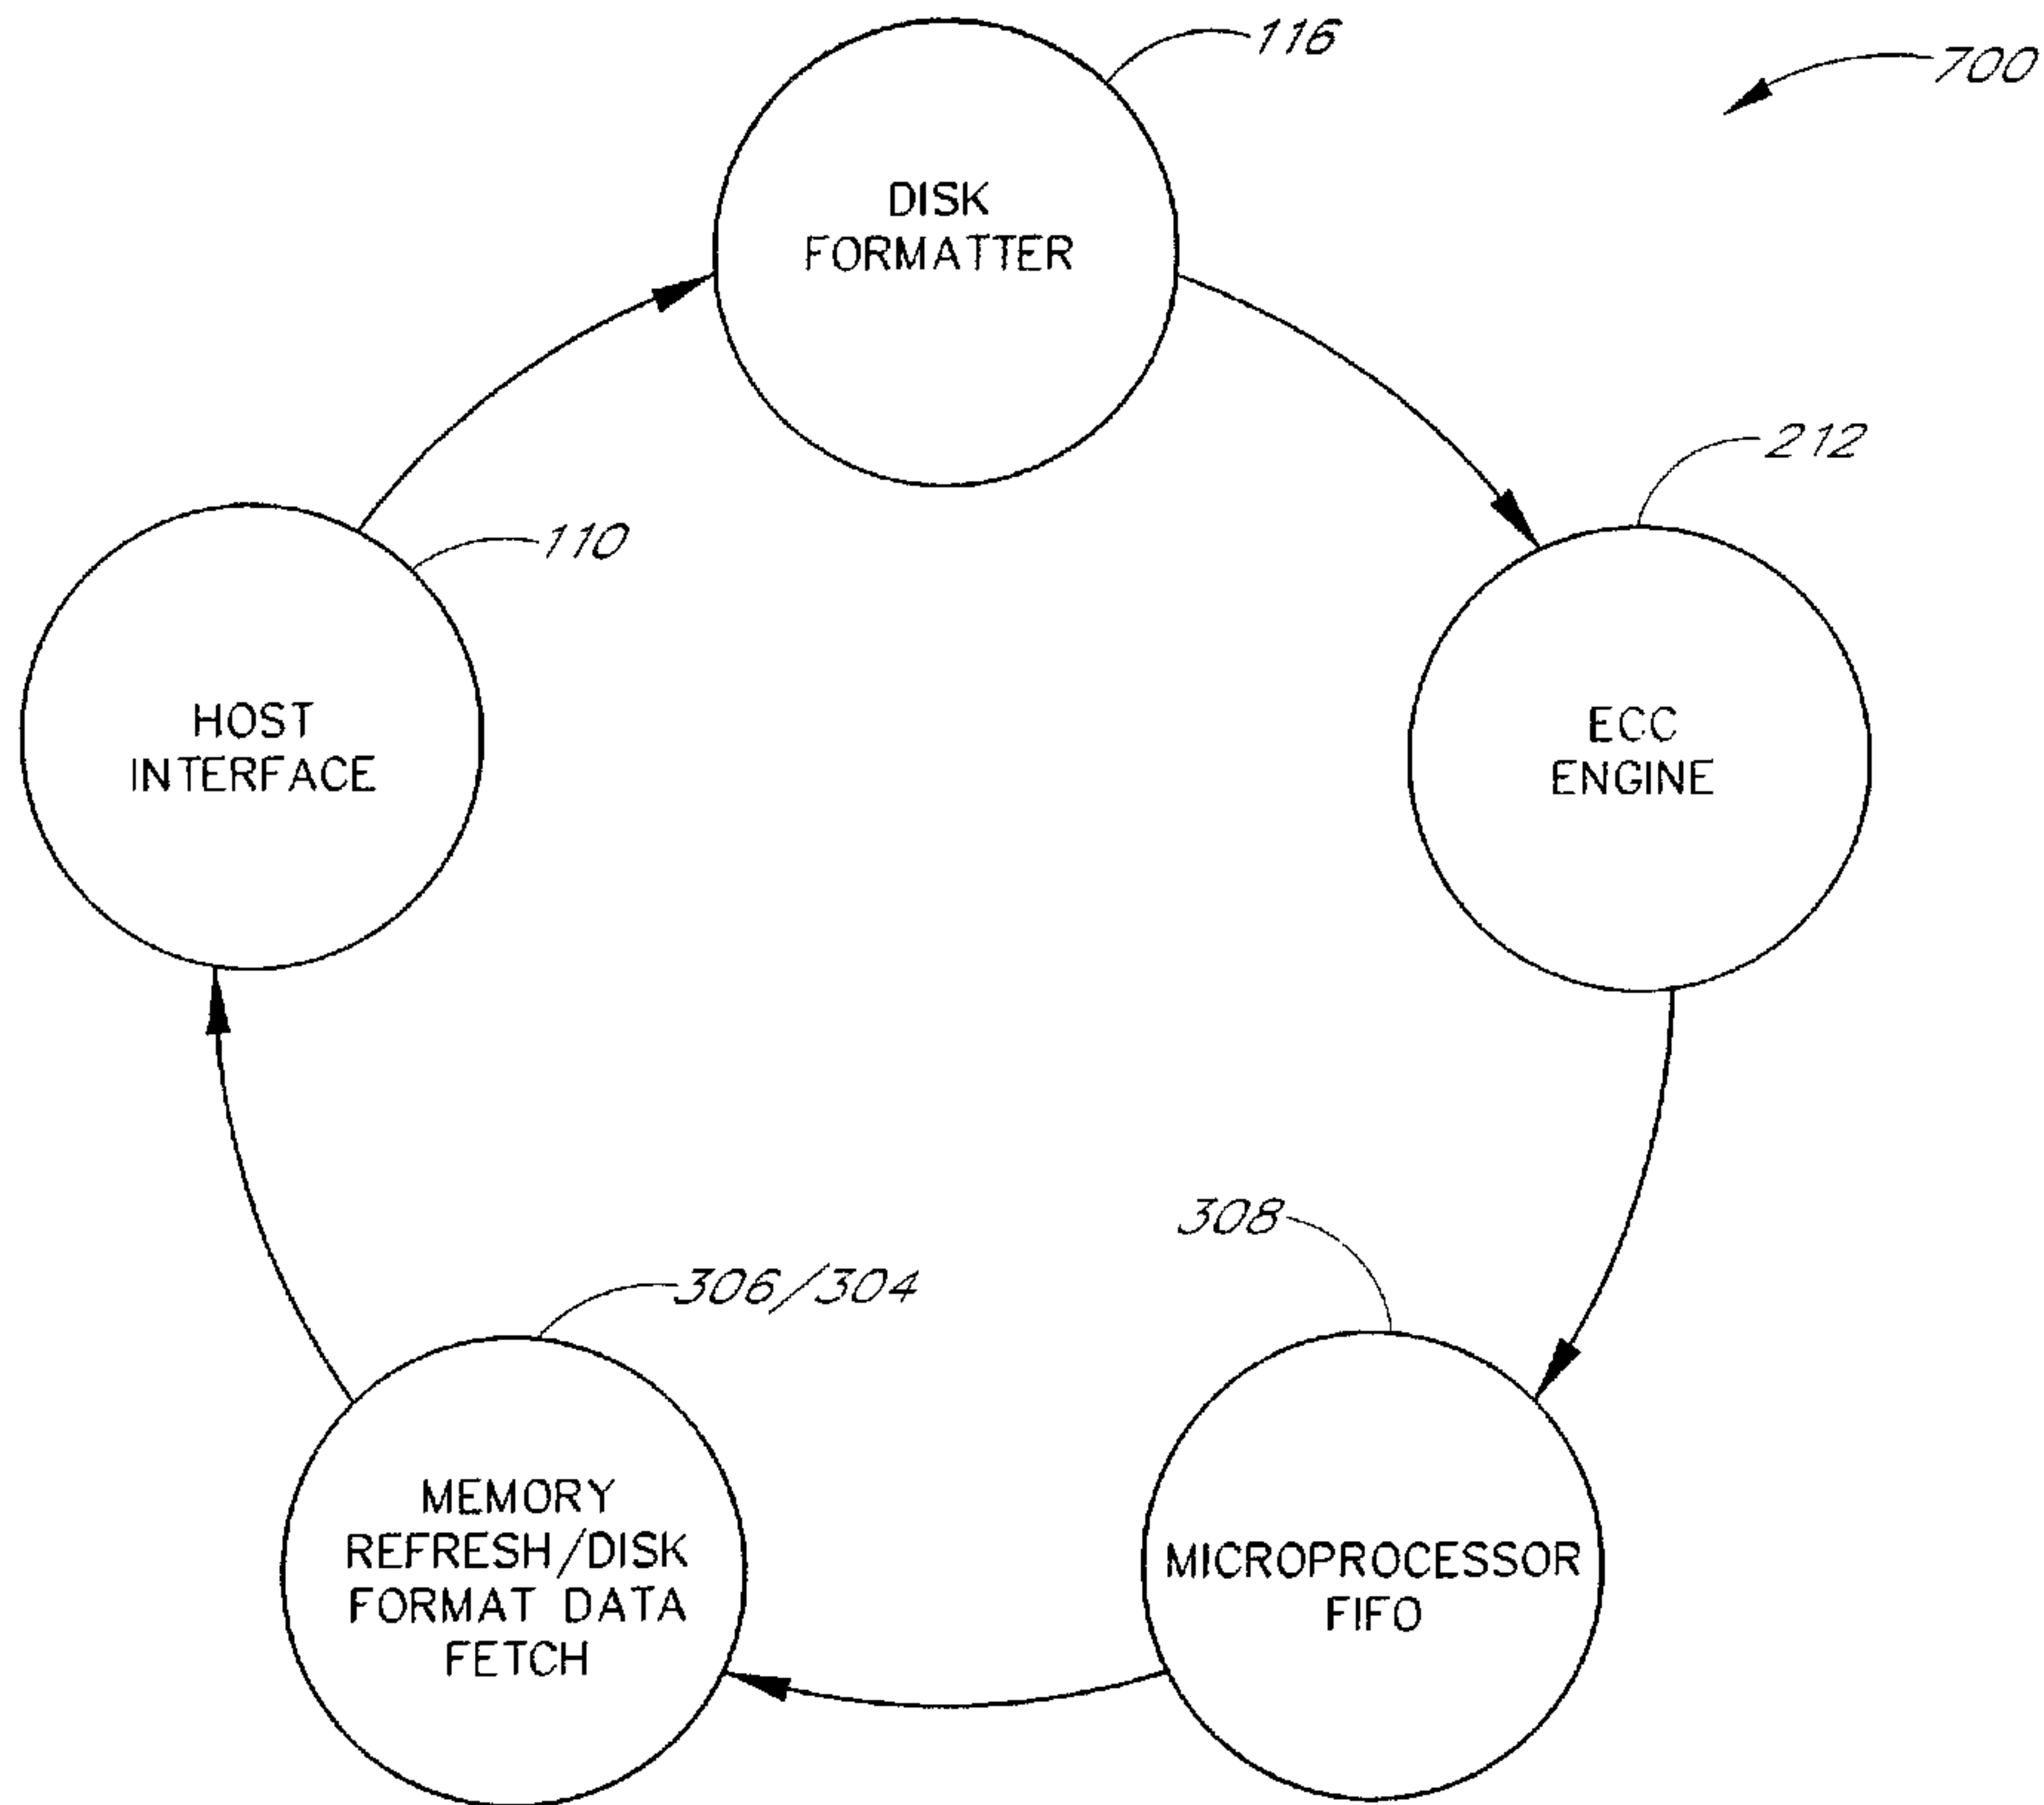 116
700
DISK
FORMATTER
212
110
HOST
INTERFACE
ECC
ENGINE
308
306/304
MEMORY
REFRESH/DISK
FORMAT DATA
FETCH
MICROPROCESSOR
FIFO